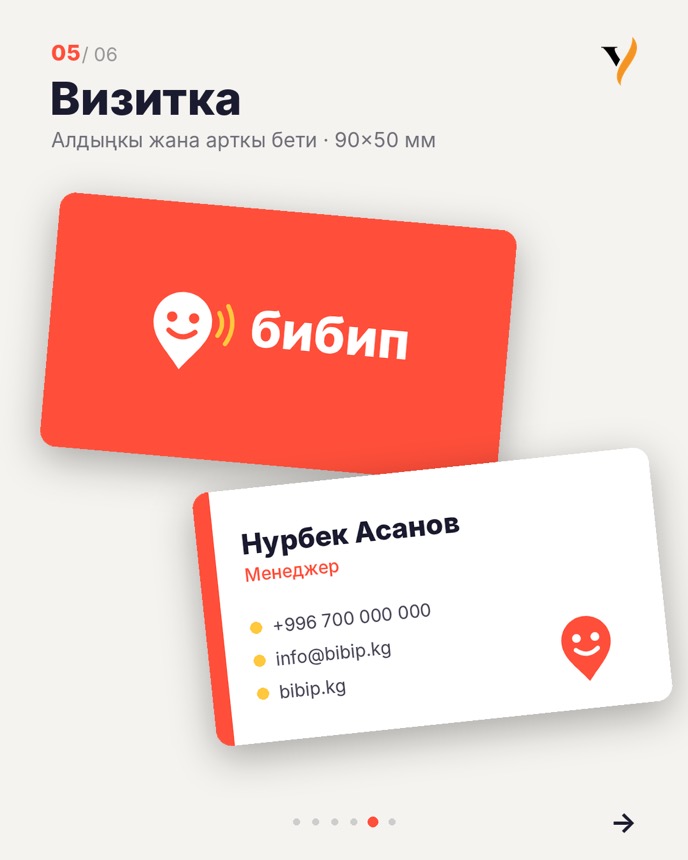 05 / 06
Визитка
Алдыңкы жана арткы бети · 90×50 мм
бибип
Нурбек Асанов
Менеджер
+996 700 000 000
info@bibip.kg
bibip.kg